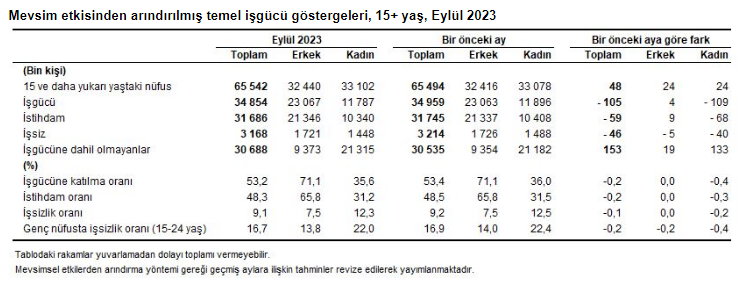 Mevsim etkisinden arındırılmış temel işgücü göstergeleri, 15+ yaş, Eylül 2023
Eylül 2023 Bir önceki ay Bir önceki aya göre fark
Toplam Erkek Kadın Toplam Erkek Kadın Toplam Erkek Kadın
(Bin kişi)
15 ve daha yukarı yaştaki nüfus 65 542 32 440 33 102 65 494 32 416 33 078 48 24 24
İşgücü 34 854 23 067 11 787 34 959 23 063 11 896 - 105 4 - 109
İstihdam 31 686 21 346 10 340 31 745 21 337 10 408 - 59 9 - 68
İşsiz 3 168 1 721 1 448 3 214 1 726 1 488 - 46 - 5 - 40
İşgücüne dahil olmayanlar 30 688 9 373 21 315 30 535 9 354 21 182 153 19 133
(%)
İşgücüne katılma oranı 53,2 71,1 35,6 53,4 71,1 36,0 -0,2 0,0 -0,4
İstihdam oranı 48,3 65,8 31,2 48,5 65,8 31,5 -0,2 0,0 -0,3
İşsizlik oranı 9,1 7,5 12,3 9,2 7,5 12,5 -0,1 0,0 -0,2
Genç nüfusta işsizlik oranı (15-24 yaş) 16,7 13,8 22,0 16,9 14,0 22,4 -0,2 -0,2 -0,4
Tablodaki rakamlar yuvarlamadan dolayı toplamı vermeyebilir.
Mevsimsel etkilerden arındırma yöntemi gereği geçmiş aylara ilişkin tahminler revize edilerek yayımlanmaktadır.